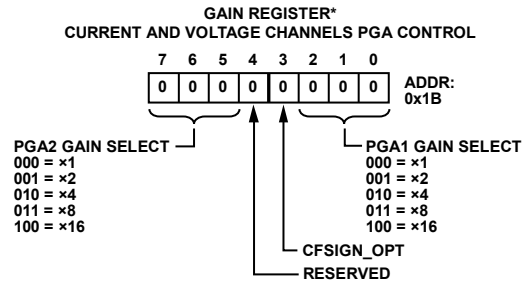 GAIN REGISTER*
CURRENT AND VOLTAGE CHANNELS PGA CONTROL
7 6 5 4 3 2 1 0
0 0 0 0 0 0 0 0
ADDR:
0x1B
PGA2 GAIN SELECT
000 = ×1
001 = ×2
010 = ×4
011 = ×8
100 = ×16
PGA1 GAIN SELECT
000 = ×1
001 = ×2
010 = ×4
011 = ×8
100 = ×16
CFSIGN_OPT
RESERVED